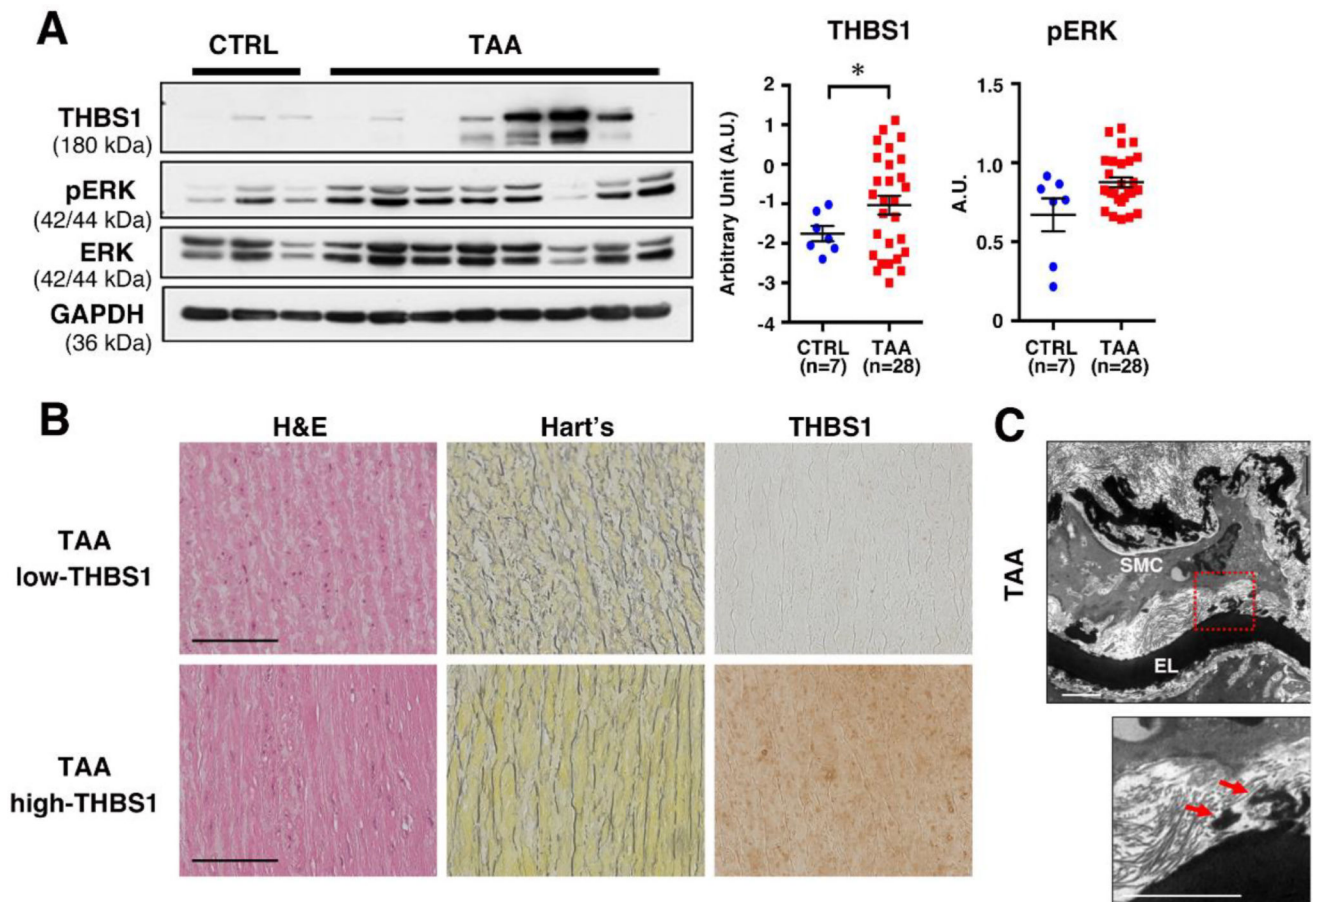 A
CTRL
TAA
THBS1
(180 kDa)
pERK
(42/44 kDa)
ERK
(42/44 kDa)
GAPDH
(36 kDa)
THBS1
*
Arbitrary Unit (A.U.)
2
1
0
-1
-2
-3
-4
CTRL
(n=7)
TAA
(n=28)
pERK
A.U.
1.5
1.0
0.5
0
CTRL
(n=7)
TAA
(n=28)
B
H&E
Hart's
THBS1
TAA
low-THBS1
TAA
high-THBS1
C
TAA
SMC
EL